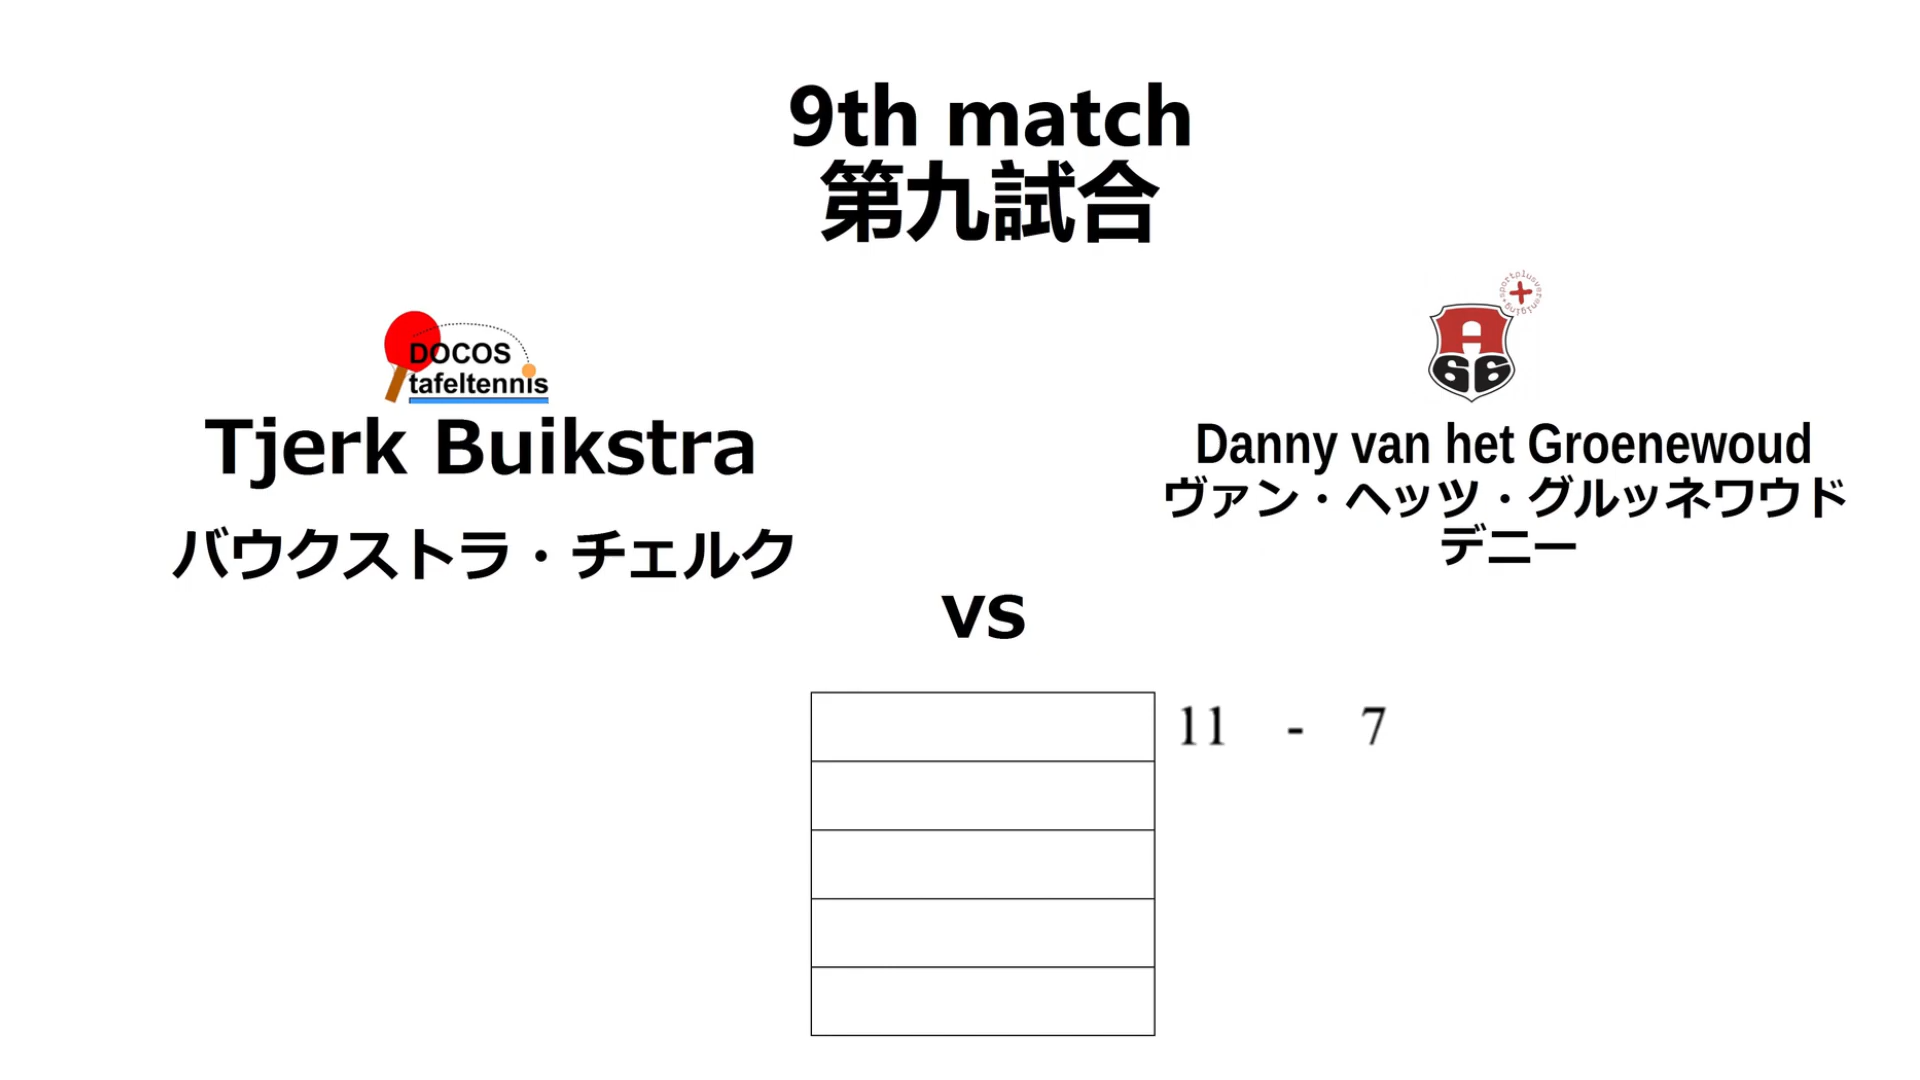 9th match
第九試合
DOCOS
tafeltennis
Tjerk Buikstra
バウクストラ・チェルク
sportplusvereniging
A
66
Danny van het Groenewoud
ヴァン・ヘッツ・グルッネワウド
デニー
vs
11 - 7